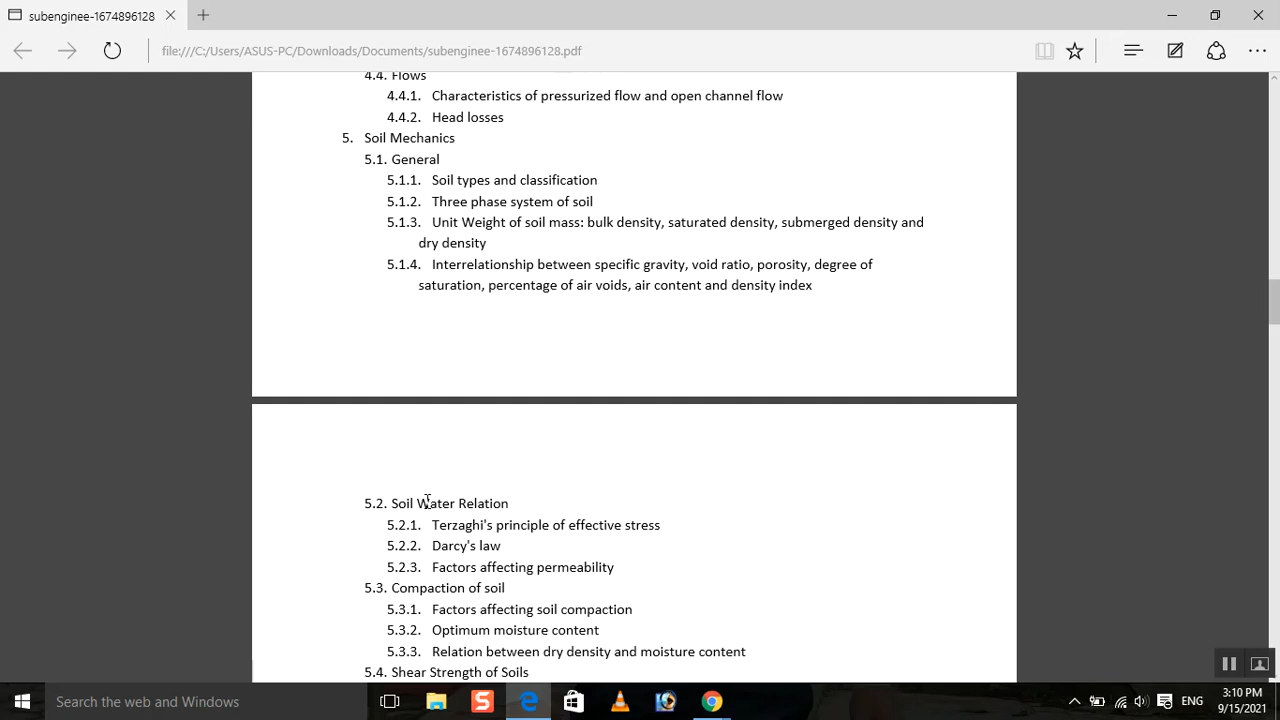 subenginee-1674896128
file:///C:/Users/ASUS-PC/Downloads/Documents/subenginee-1674896128.pdf
4.4. Flows
4.4.1. Characteristics of pressurized flow and open channel flow
4.4.2. Head losses
5. Soil Mechanics
5.1. General
5.1.1. Soil types and classification
5.1.2. Three phase system of soil
5.1.3. Unit Weight of soil mass: bulk density, saturated density, submerged density and
dry density
5.1.4. Interrelationship between specific gravity, void ratio, porosity, degree of
saturation, percentage of air voids, air content and density index
5.2. Soil Water Relation
5.2.1. Terzaghi's principle of effective stress
5.2.2. Darcy's law
5.2.3. Factors affecting permeability
5.3. Compaction of soil
5.3.1. Factors affecting soil compaction
5.3.2. Optimum moisture content
5.3.3. Relation between dry density and moisture content
5.4. Shear Strength of Soils
Search the web and Windows
ENG
3:10 PM
9/15/2021